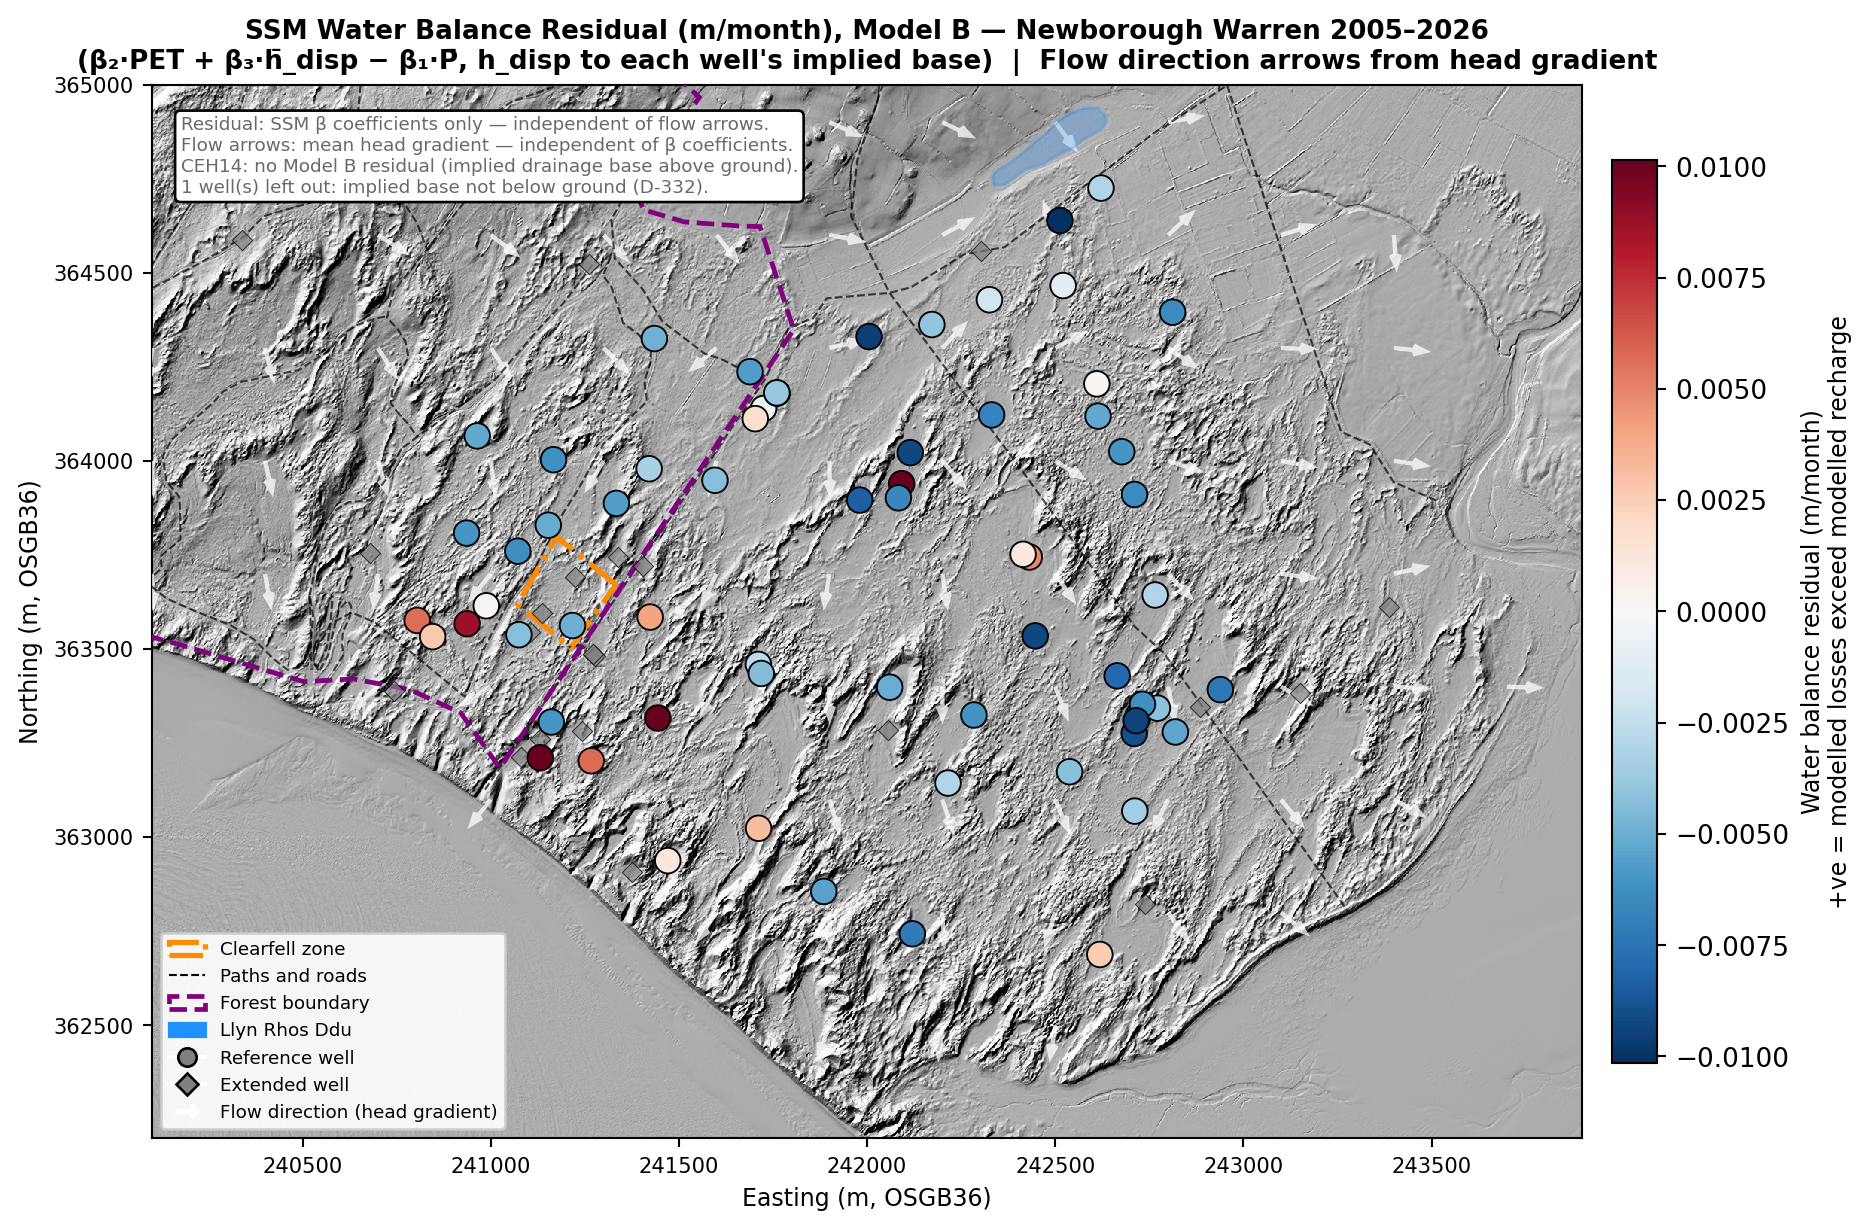 SSM Water Balance Residual (m/month), Model B — Newborough Warren 2005–2026
(β₂·PET + β₃·h̄_disp − β₁·P̄, h_disp to each well's implied base)  |  Flow direction arrows from head gradient
365000
364500
364000
363500
363000
362500
Northing (m, OSGB36)
Residual: SSM β coefficients only — independent of flow arrows.
Flow arrows: mean head gradient — independent of β coefficients.
CEH14: no Model B residual (implied drainage base above ground).
1 well(s) left out: implied base not below ground (D-332).
Clearfell zone
Paths and roads
Forest boundary
Llyn Rhos Ddu
Reference well
Extended well
Flow direction (head gradient)
240500
241000
241500
242000
242500
243000
243500
Easting (m, OSGB36)
0.0100
0.0075
0.0050
0.0025
0.0000
−0.0025
−0.0050
−0.0075
−0.0100
Water balance residual (m/month)
+ve = modelled losses exceed modelled recharge